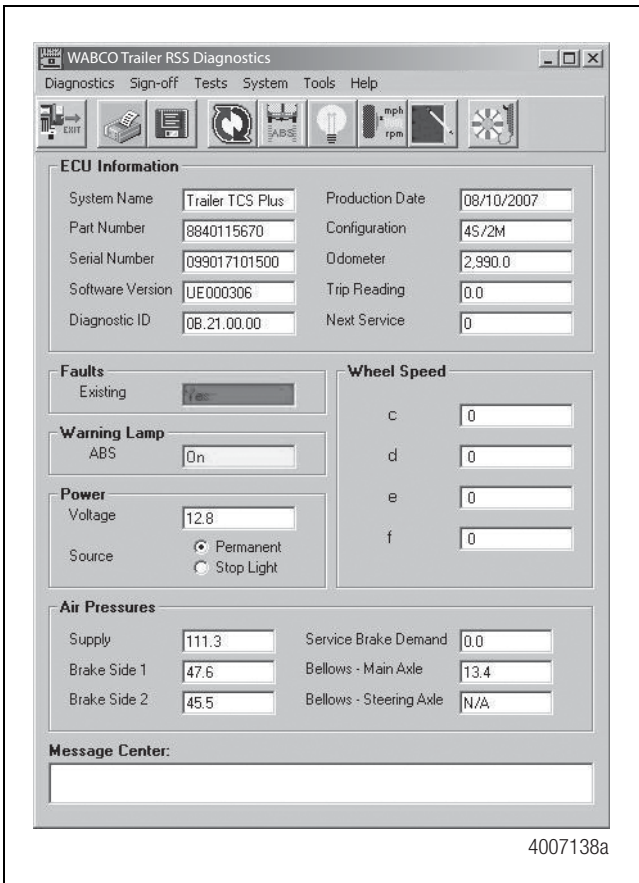 WABCO Trailer RSS Diagnostics
Diagnostics Sign-off Tests System Tools Help
EXIT
ABS
mph
rpm
ECU Information
System Name Trailer TCS Plus Production Date 08/10/2007
Part Number 8840115670 Configuration 4S/2M
Serial Number 099017101500 Odometer 2,990.0
Software Version UE000306 Trip Reading 0.0
Diagnostic ID 0B.21.00.00 Next Service 0
Faults
Existing Yes
Warning Lamp
ABS On
Power
Voltage 12.8
Source Permanent
Stop Light
Wheel Speed
c 0
d 0
e 0
f 0
Air Pressures
Supply 111.3 Service Brake Demand 0.0
Brake Side 1 47.6 Bellows - Main Axle 13.4
Brake Side 2 45.5 Bellows - Steering Axle N/A
Message Center:
4007138a